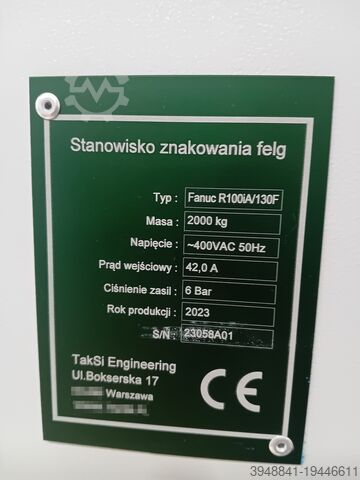 Stanowisko znakowania felg
Typ : Fanuc R100iA/130F
Masa : 2000 kg
Napięcie : ~400VAC 50Hz
Prąd wejściowy : 42,0 A
Ciśnienie zasil : 6 Bar
Rok produkcji : 2023
S/N 23058A01
TakSi Engineering
Ul.Bokserska 17
Warszawa
3948841-19446611